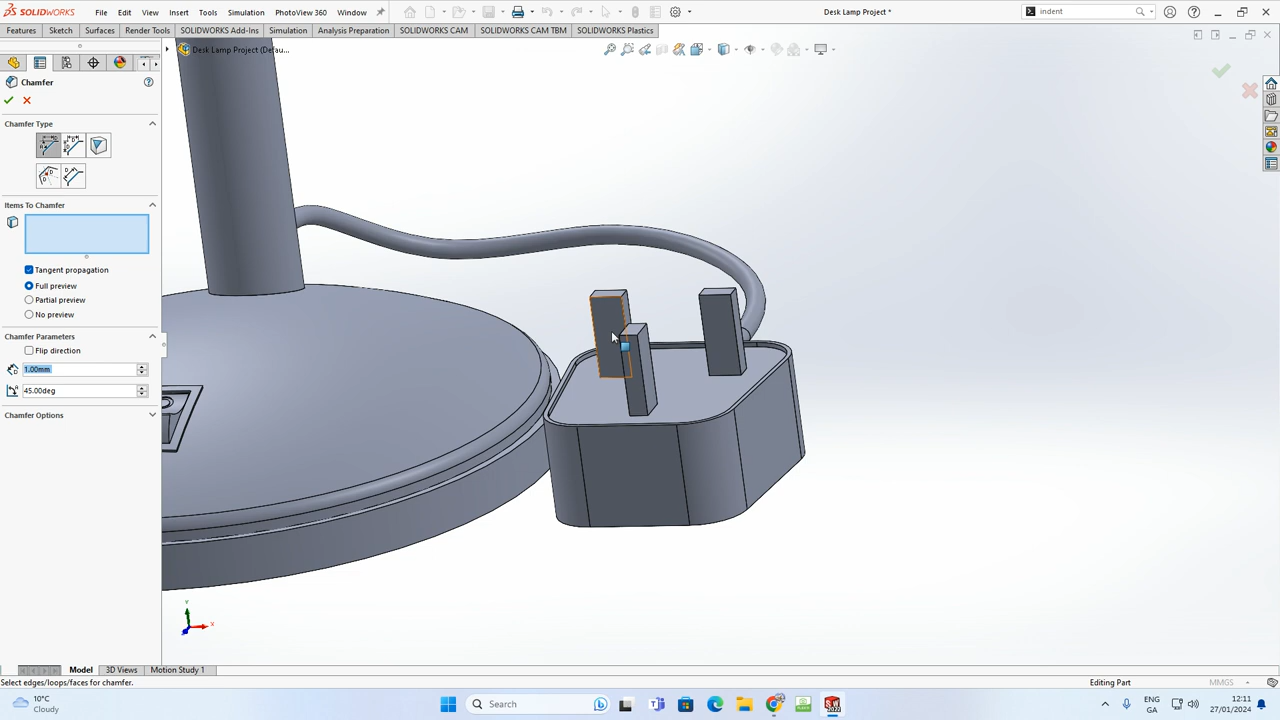 SOLIDWORKS File Edit View Insert Tools Simulation PhotoView 360 Window Desk Lamp Project * indent
Features Sketch Surfaces Render Tools SOLIDWORKS Add-Ins Simulation Analysis Preparation SOLIDWORKS CAM SOLIDWORKS CAM TBM SOLIDWORKS Plastics
Desk Lamp Project (Defau...
Chamfer
Chamfer Type
Items To Chamfer
Tangent propagation
Full preview
Partial preview
No preview
Chamfer Parameters
Flip direction
1.00mm
45.00deg
Chamfer Options
Y
X
Model 3D Views Motion Study 1
Select edges/loops/faces for chamfer. Editing Part MMGS
10°C
Cloudy
Search
ENG
GA
12:11
27/01/2024